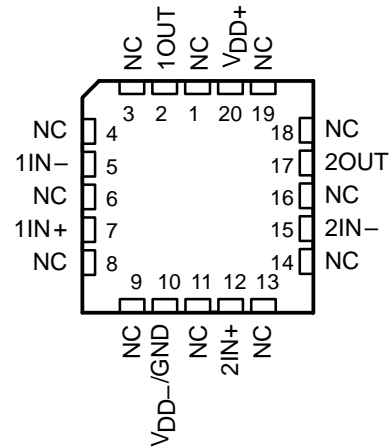 NC
1OUT
NC
VDD+
NC
3 2 1 20 19
NC 4
1IN− 5
NC 6
1IN+ 7
NC 8
18 NC
17 2OUT
16 NC
15 2IN−
14 NC
9 10 11 12 13
NC
VDD−/GND
NC
2IN+
NC